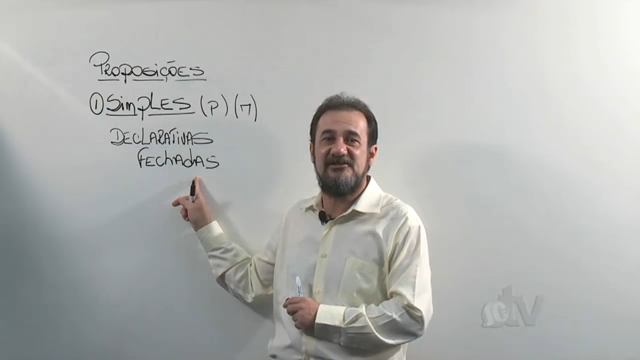 PROPOSIÇÕES
① SIMPLES (P) (¬)
DECLARATIVAS
FECHADAS